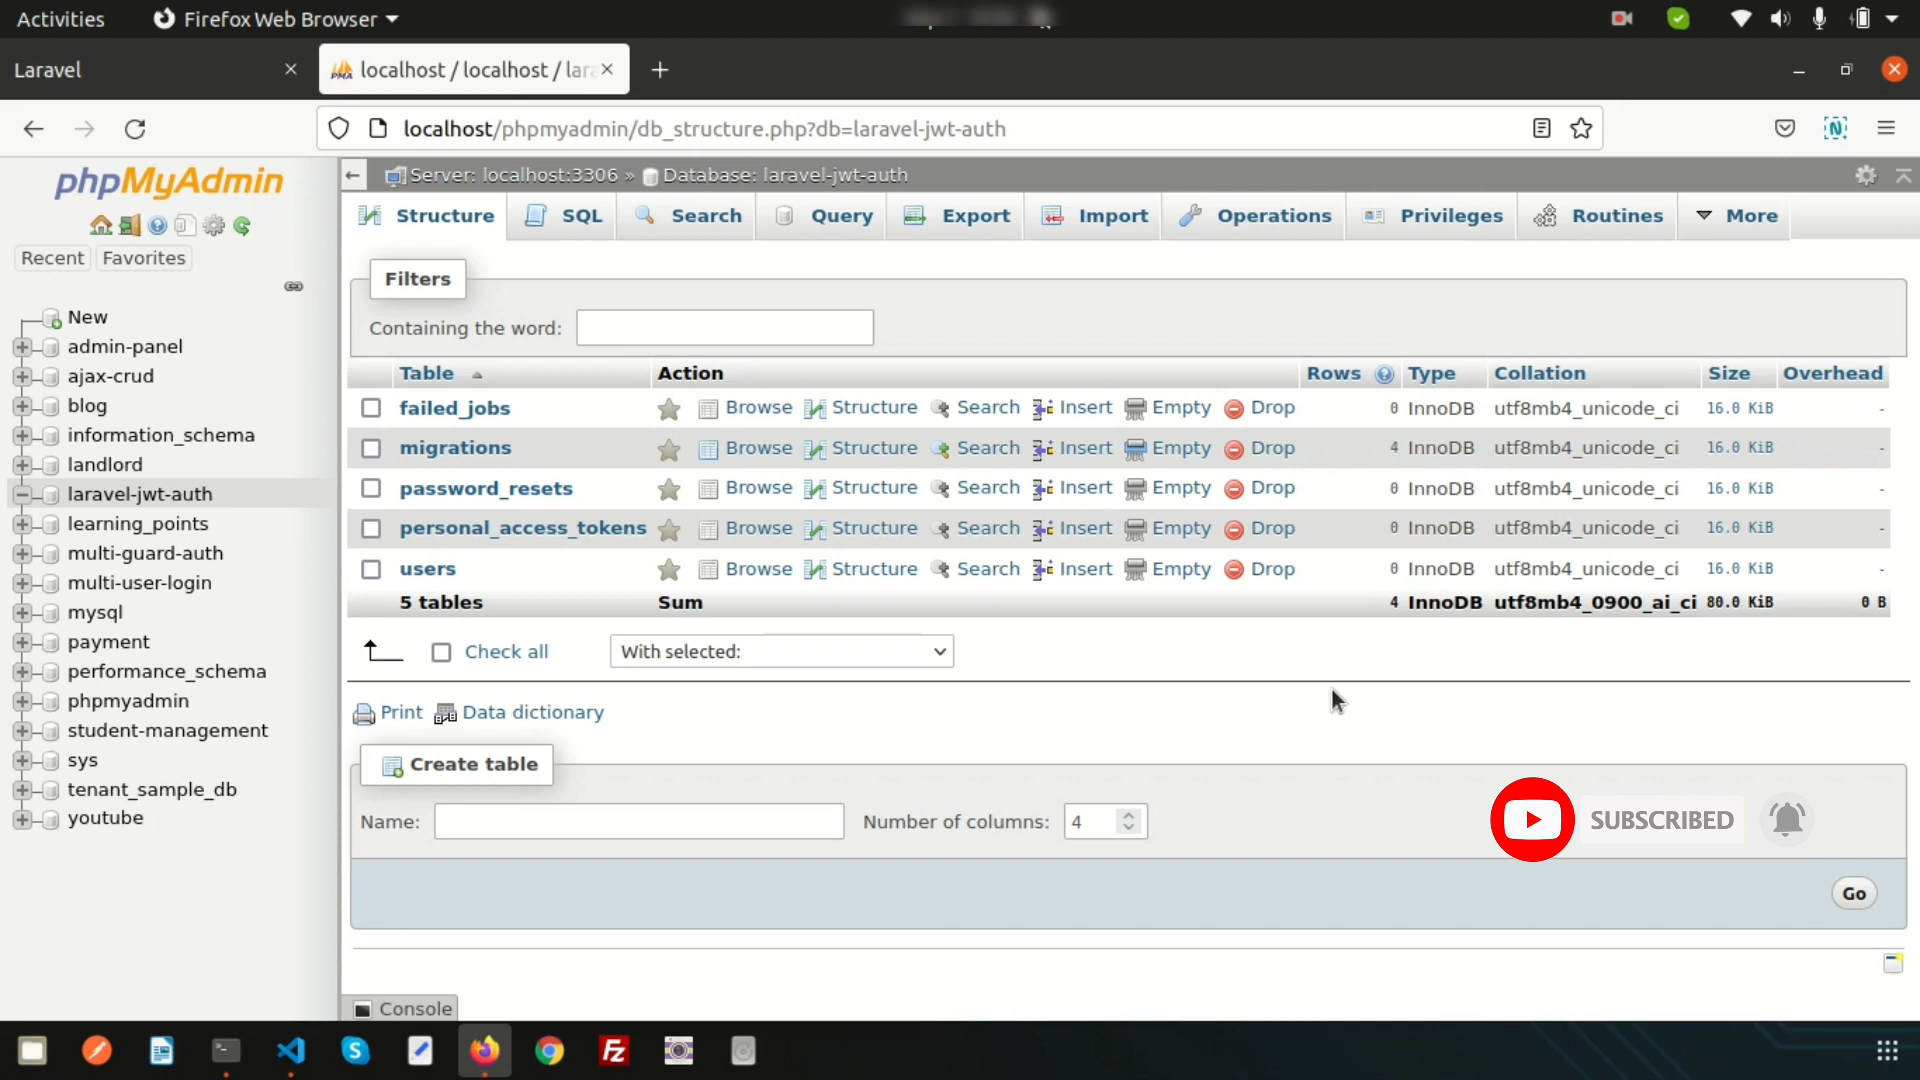 Activities Firefox Web Browser
Laravel localhost / localhost / lara
localhost/phpmyadmin/db_structure.php?db=laravel-jwt-auth
phpMyAdmin
Recent Favorites
New
admin-panel
ajax-crud
blog
information_schema
landlord
laravel-jwt-auth
learning_points
multi-guard-auth
multi-user-login
mysql
payment
performance_schema
phpmyadmin
student-management
sys
tenant_sample_db
youtube
Server: localhost:3306 » Database: laravel-jwt-auth
Structure SQL Search Query Export Import Operations Privileges Routines More
Filters
Containing the word:
Table Action Rows Type Collation Size Overhead
failed_jobs Browse Structure Search Insert Empty Drop 0 InnoDB utf8mb4_unicode_ci 16.0 KiB -
migrations Browse Structure Search Insert Empty Drop 4 InnoDB utf8mb4_unicode_ci 16.0 KiB -
password_resets Browse Structure Search Insert Empty Drop 0 InnoDB utf8mb4_unicode_ci 16.0 KiB -
personal_access_tokens Browse Structure Search Insert Empty Drop 0 InnoDB utf8mb4_unicode_ci 16.0 KiB -
users Browse Structure Search Insert Empty Drop 0 InnoDB utf8mb4_unicode_ci 16.0 KiB -
5 tables Sum 4 InnoDB utf8mb4_0900_ai_ci 80.0 KiB 0 B
Check all With selected:
Print Data dictionary
Create table
Name: Number of columns: 4
SUBSCRIBED
Go
Console